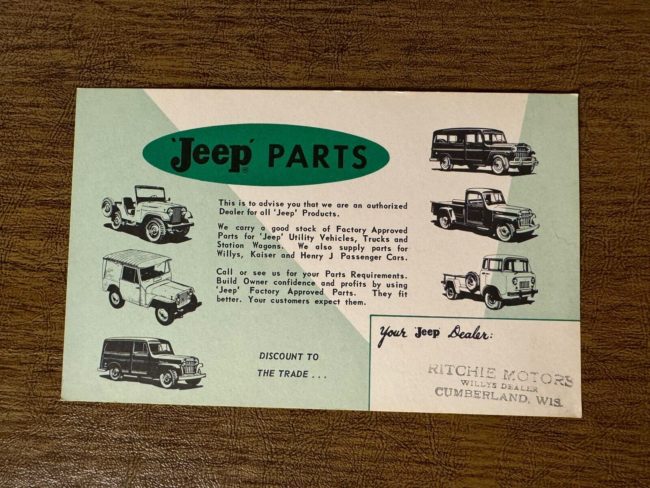 'Jeep' PARTS
This is to advise you that we are an authorized
Dealer for all 'Jeep' Products.
We carry a good stock of Factory Approved
Parts for 'Jeep' Utility Vehicles, Trucks and
Station Wagons. We also supply parts for
Willys, Kaiser and Henry J Passenger Cars.
Call or see us for your Parts Requirements.
Build Owner confidence and profits by using
'Jeep' Factory Approved Parts. They fit
better. Your customers expect them.
DISCOUNT TO
THE TRADE . . .
Your 'Jeep' Dealer:
RITCHIE MOTORS
WILLYS DEALER
CUMBERLAND, WIS.